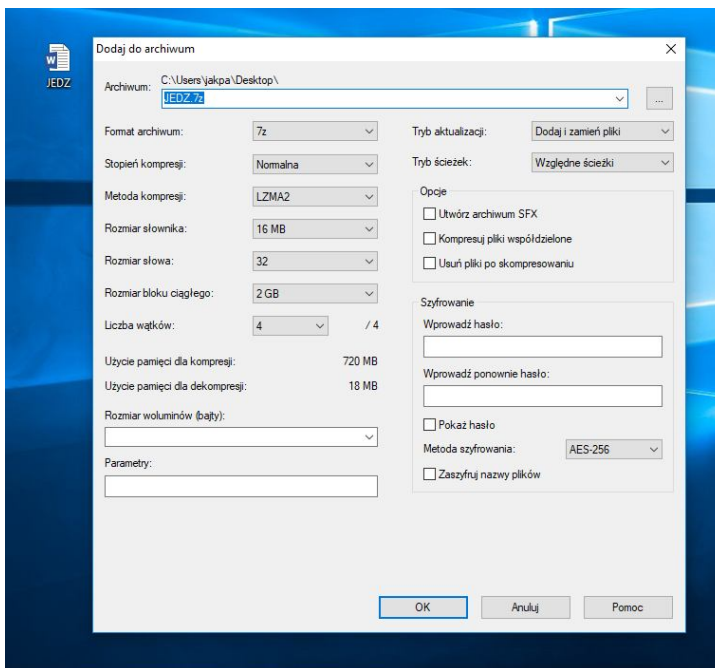 JEDZ
Dodaj do archiwum
Archiwum:
C:\Users\jakpa\Desktop\
JEDZ.7z
...
Format archiwum:
7z
Stopień kompresji:
Normalna
Metoda kompresji:
LZMA2
Rozmiar słownika:
16 MB
Rozmiar słowa:
32
Rozmiar bloku ciągłego:
2 GB
Liczba wątków:
4
/ 4
Użycie pamięci dla kompresji:
720 MB
Użycie pamięci dla dekompresji:
18 MB
Rozmiar woluminów (bajty):
Parametry:
Tryb aktualizacji:
Dodaj i zamień pliki
Tryb ścieżek:
Względne ścieżki
Opcje
Utwórz archiwum SFX
Kompresuj pliki współdzielone
Usuń pliki po skompresowaniu
Szyfrowanie
Wprowadź hasło:
Wprowadź ponownie hasło:
Pokaż hasło
Metoda szyfrowania:
AES-256
Zaszyfruj nazwy plików
OK
Anuluj
Pomoc